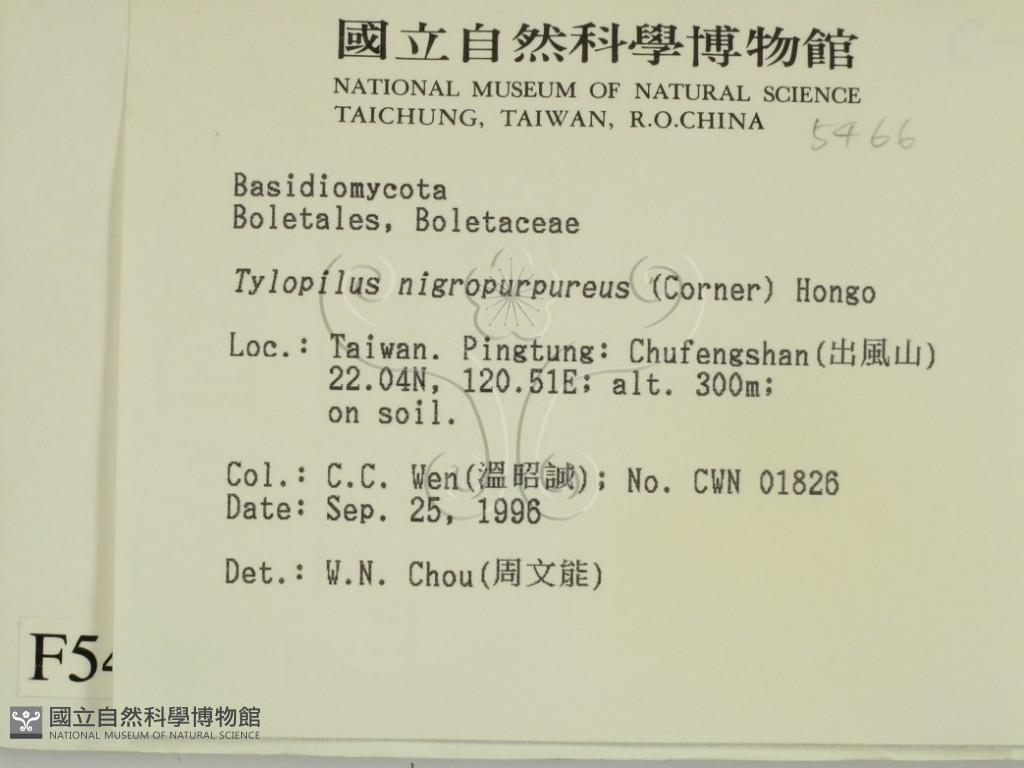 國立自然科學博物館
NATIONAL MUSEUM OF NATURAL SCIENCE
TAICHUNG, TAIWAN, R.O.CHINA
5466
Basidiomycota
Boletales, Boletaceae
Tylopilus nigropurpureus (Corner) Hongo
Loc.: Taiwan. Pingtung: Chufengshan(出風山)
22.04N, 120.51E; alt. 300m;
on soil.
Col.: C.C. Wen(溫昭誠); No. CWN 01826
Date: Sep. 25, 1996
Det.: W.N. Chou(周文能)
F54
國立自然科學博物館
NATIONAL MUSEUM OF NATURAL SCIENCE